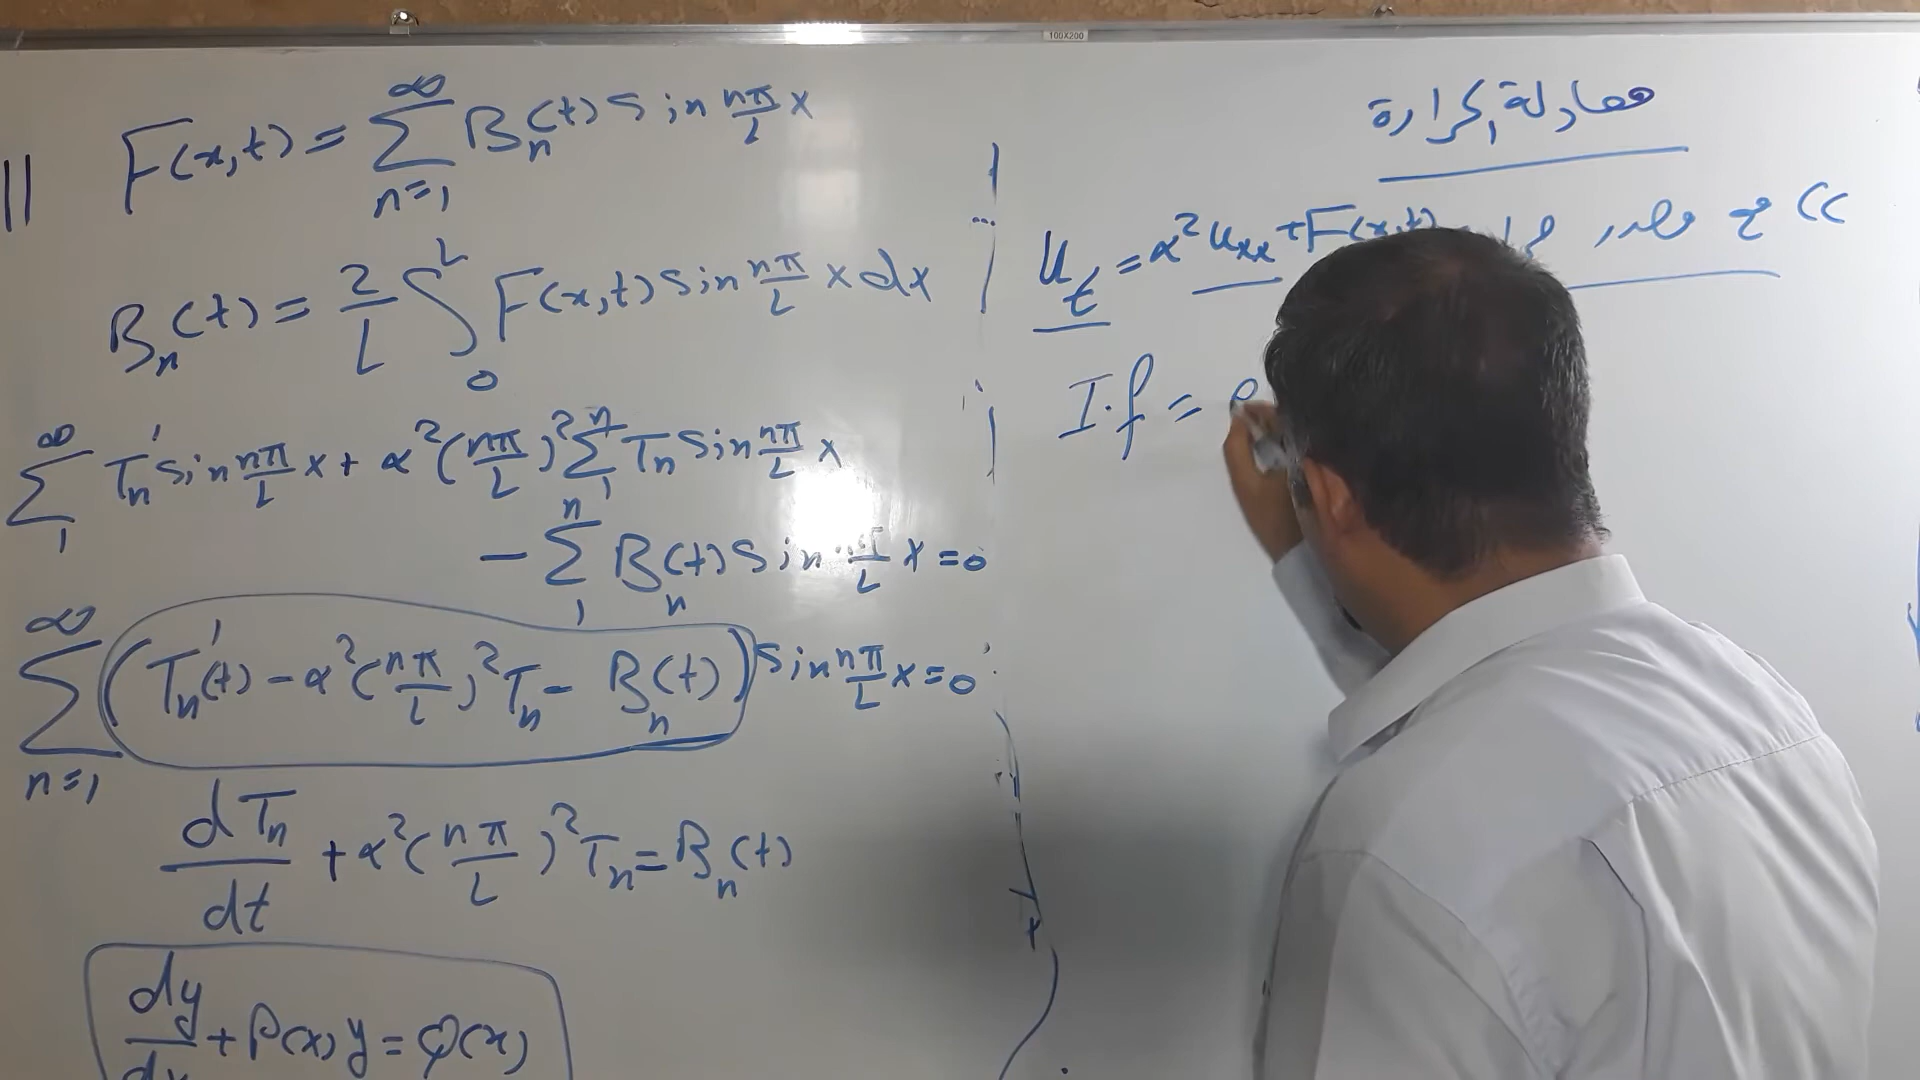 100X200
F(x,t) = ∑_{n=1}^{∞} B_n(t) sin nπ/L x
B_n(t) = 2/L ∫_0^L F(x,t) sin nπ/L x dx
∑_1^∞ T_n' sin nπ/L x + α²(nπ/L)² ∑_1^n T_n sin nπ/L x
- ∑_1^n B_n(t) sin π/L x = 0
∑_{n=1}^∞ (T_n'(t) - α²(nπ/L)² T_n - B_n(t)) sin nπ/L x = 0
dT_n/dt + α²(nπ/L)² T_n = B_n(t)
dy/dx + P(x) y = Q(x)
معادلة الحرارة
>> مع مصدر
U_t = α² U_xx + F(x,t)
I.f = e